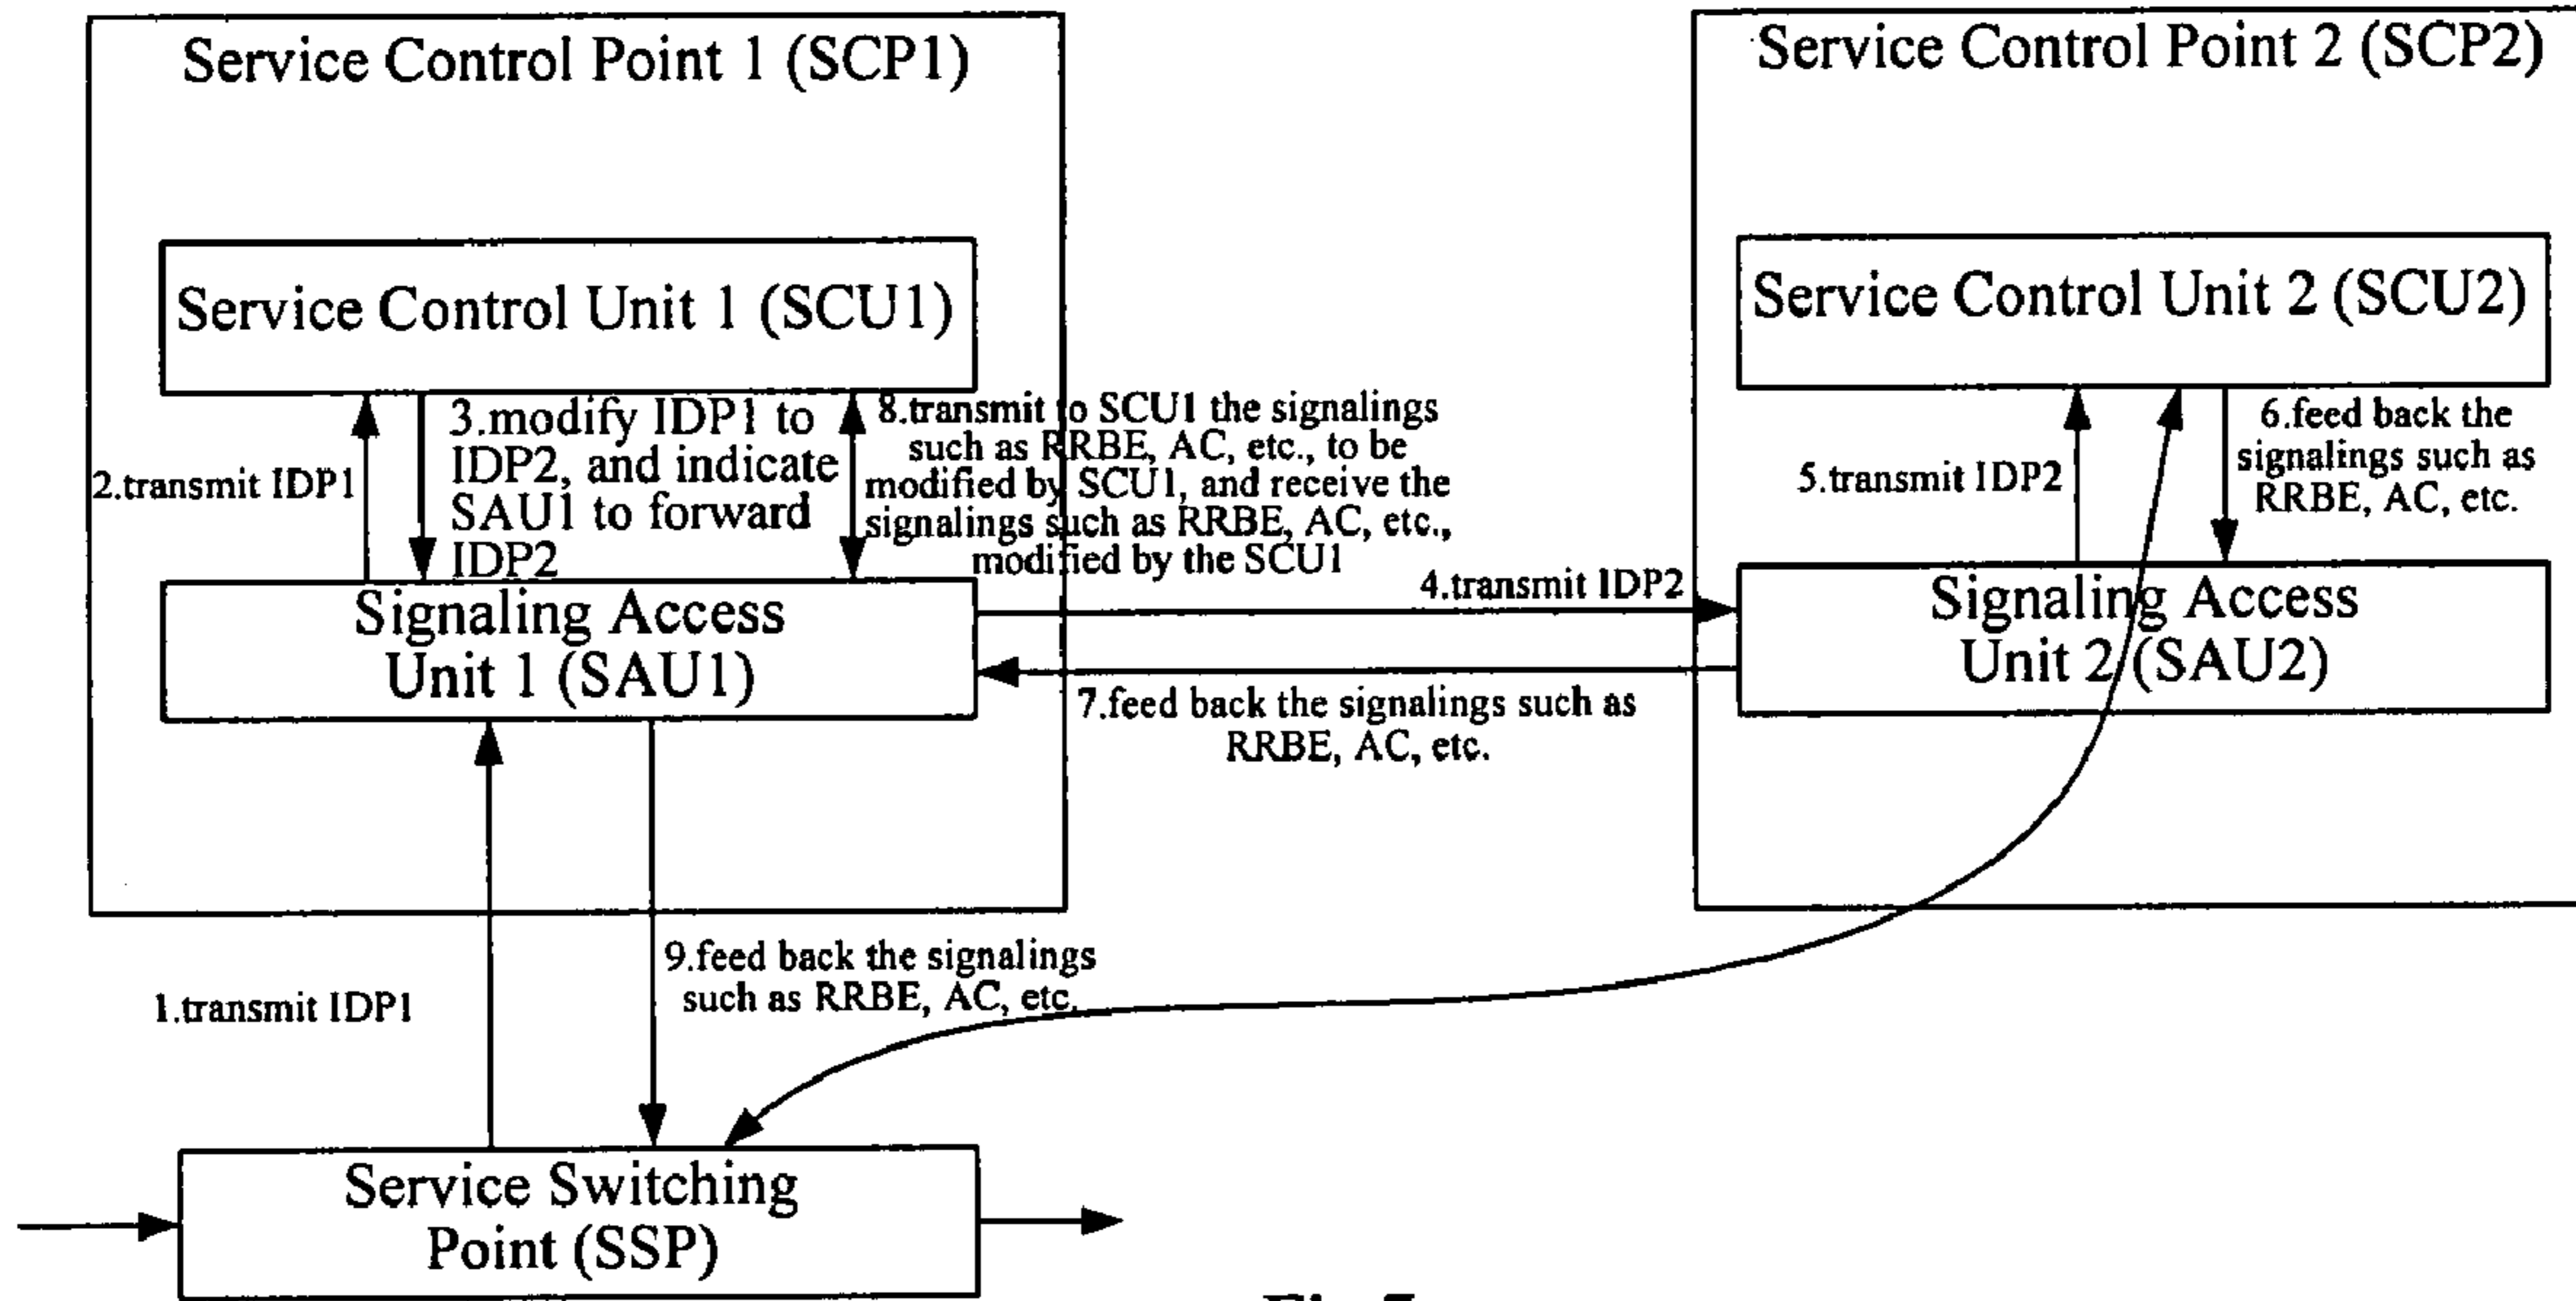 Service Control Point 1 (SCP1)
Service Control Unit 1 (SCU1)
2.transmit IDP1
3.modify IDP1 to
IDP2, and indicate
SAU1 to forward
IDP2
8.transmit to SCU1 the signalings
such as RRBE, AC, etc., to be
modified by SCU1, and receive the
signalings such as RRBE, AC, etc.,
modified by the SCU1
Signaling Access
Unit 1 (SAU1)
Service Control Point 2 (SCP2)
Service Control Unit 2 (SCU2)
5.transmit IDP2
6.feed back the
signalings such as
RRBE, AC, etc.
4.transmit IDP2
Signaling Access
Unit 2 (SAU2)
7.feed back the signalings such as
RRBE, AC, etc.
1.transmit IDP1
9.feed back the signalings
such as RRBE, AC, etc.
Service Switching
Point (SSP)